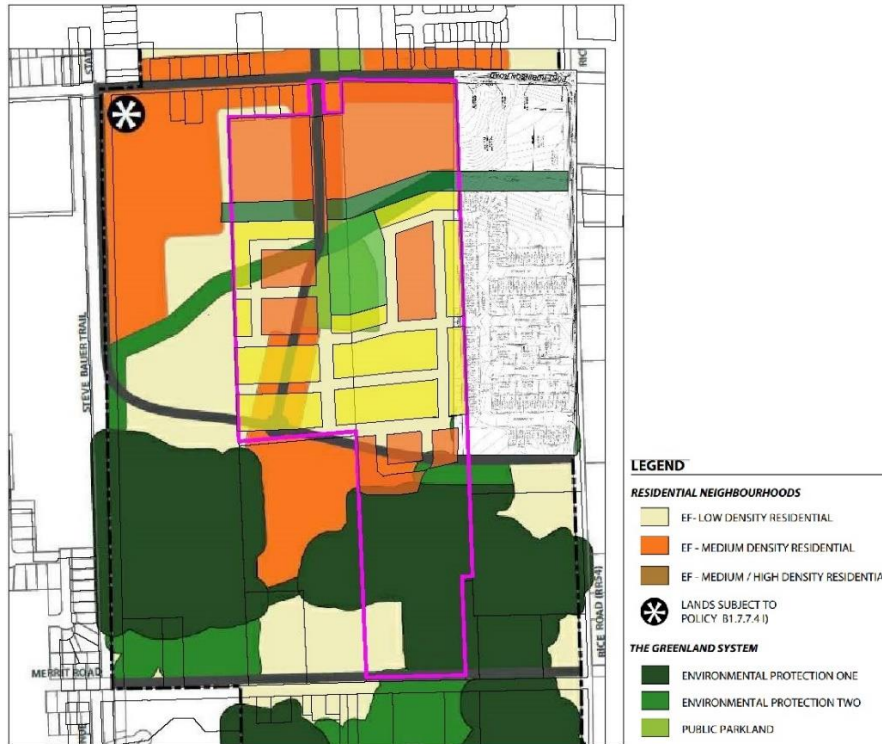 STEVE BAUER TRAIL
MERRIT ROAD
RICE ROAD (RR54)
RIC
LEGEND
RESIDENTIAL NEIGHBOURHOODS
EF- LOW DENSITY RESIDENTIAL
EF - MEDIUM DENSITY RESIDENTIAL
EF - MEDIUM / HIGH DENSITY RESIDENTIA
LANDS SUBJECT TO
POLICY B1.7.7.4 l)
THE GREENLAND SYSTEM
ENVIRONMENTAL PROTECTION ONE
ENVIRONMENTAL PROTECTION TWO
PUBLIC PARKLAND